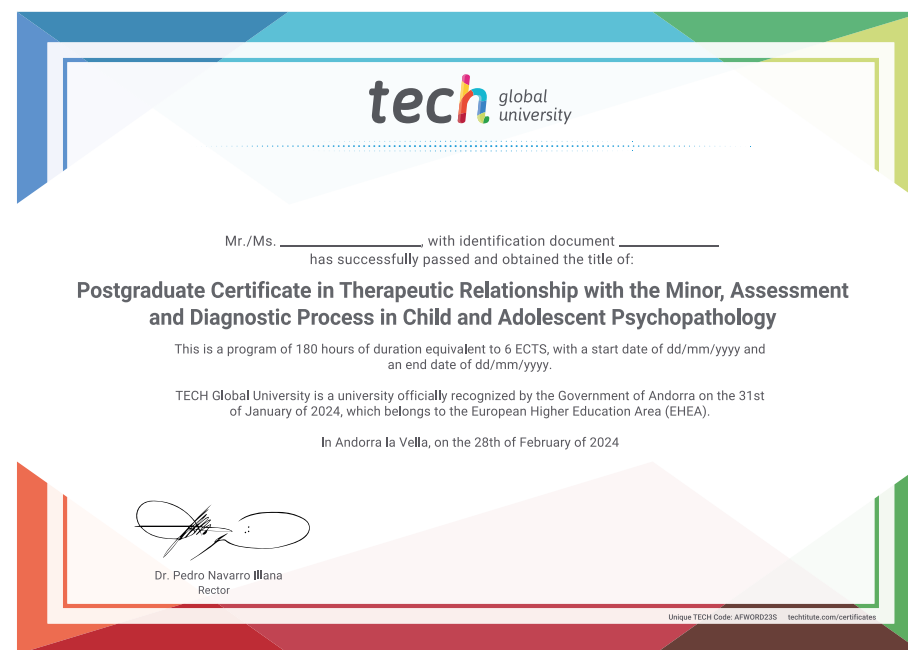 tech global
university
Mr./Ms. ______________, with identification document ______________
has successfully passed and obtained the title of:
Postgraduate Certificate in Therapeutic Relationship with the Minor, Assessment
and Diagnostic Process in Child and Adolescent Psychopathology
This is a program of 180 hours of duration equivalent to 6 ECTS, with a start date of dd/mm/yyyy and
an end date of dd/mm/yyyy.
TECH Global University is a university officially recognized by the Government of Andorra on the 31st
of January of 2024, which belongs to the European Higher Education Area (EHEA).
In Andorra la Vella, on the 28th of February of 2024
Dr. Pedro Navarro Illana
Rector
Unique TECH Code: AFWORD23S techtitute.com/certificates